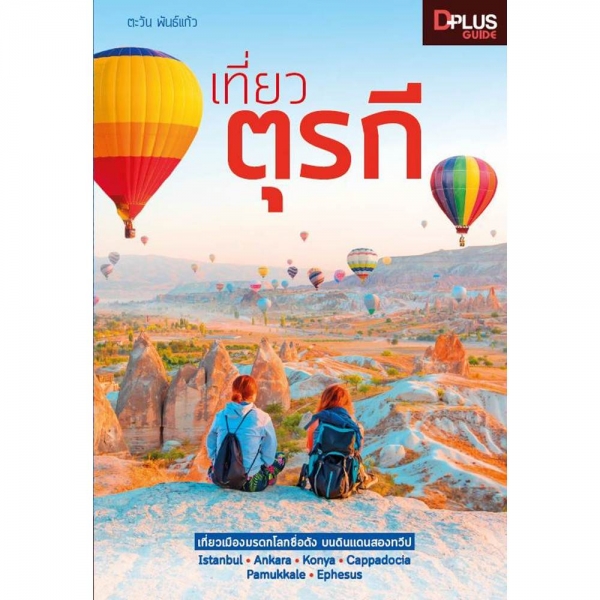 ตะวัน พันธ์แก้ว
DPLUS
GUIDE
เที่ยว
ตุรกี
เที่ยวเมืองมรดกโลกชื่อดัง บนดินแดนสองทวีป
Istanbul • Ankara • Konya • Cappadocia
Pamukkale • Ephesus